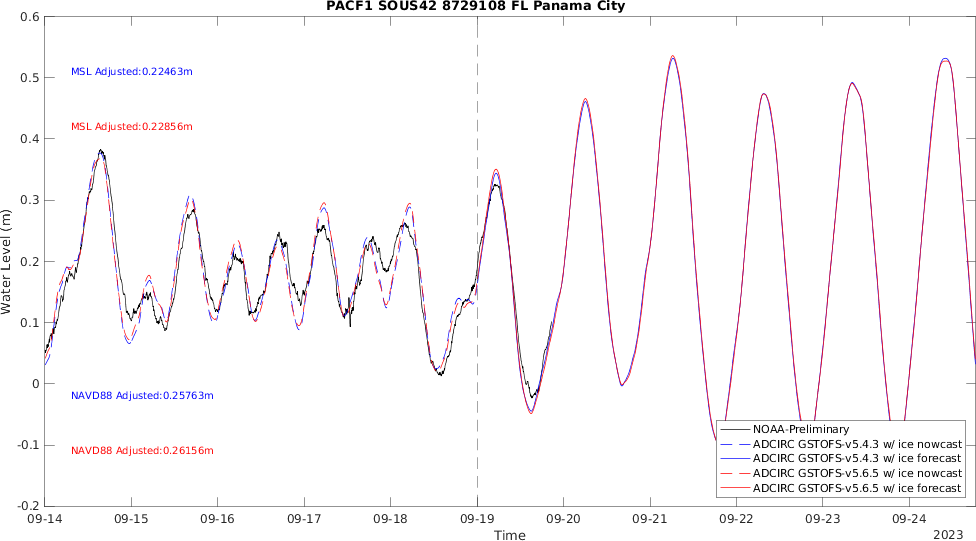 PACF1 SOUS42 8729108 FL Panama City
0.6
0.5
0.4
0.3
0.2
0.1
0
-0.1
-0.2
Water Level (m)
MSL Adjusted:0.22463m
MSL Adjusted:0.22856m
NAVD88 Adjusted:0.25763m
NAVD88 Adjusted:0.26156m
NOAA-Preliminary
ADCIRC GSTOFS-v5.4.3 w/ ice nowcast
ADCIRC GSTOFS-v5.4.3 w/ ice forecast
ADCIRC GSTOFS-v5.6.5 w/ ice nowcast
ADCIRC GSTOFS-v5.6.5 w/ ice forecast
09-14 09-15 09-16 09-17 09-18 09-19 09-20 09-21 09-22 09-23 09-24
Time
2023